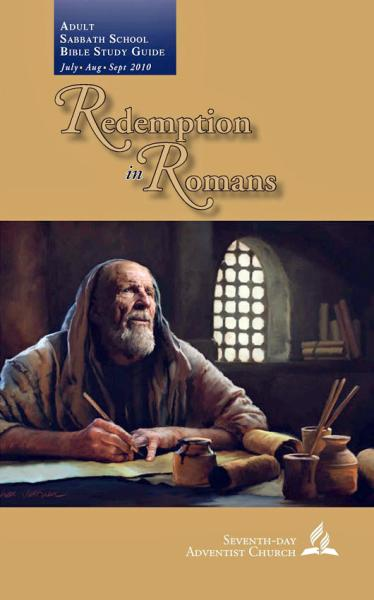 ADULT
SABBATH SCHOOL
BIBLE STUDY GUIDE
July • Aug • Sept 2010
Redemption
in Romans
SEVENTH-DAY
ADVENTIST CHURCH